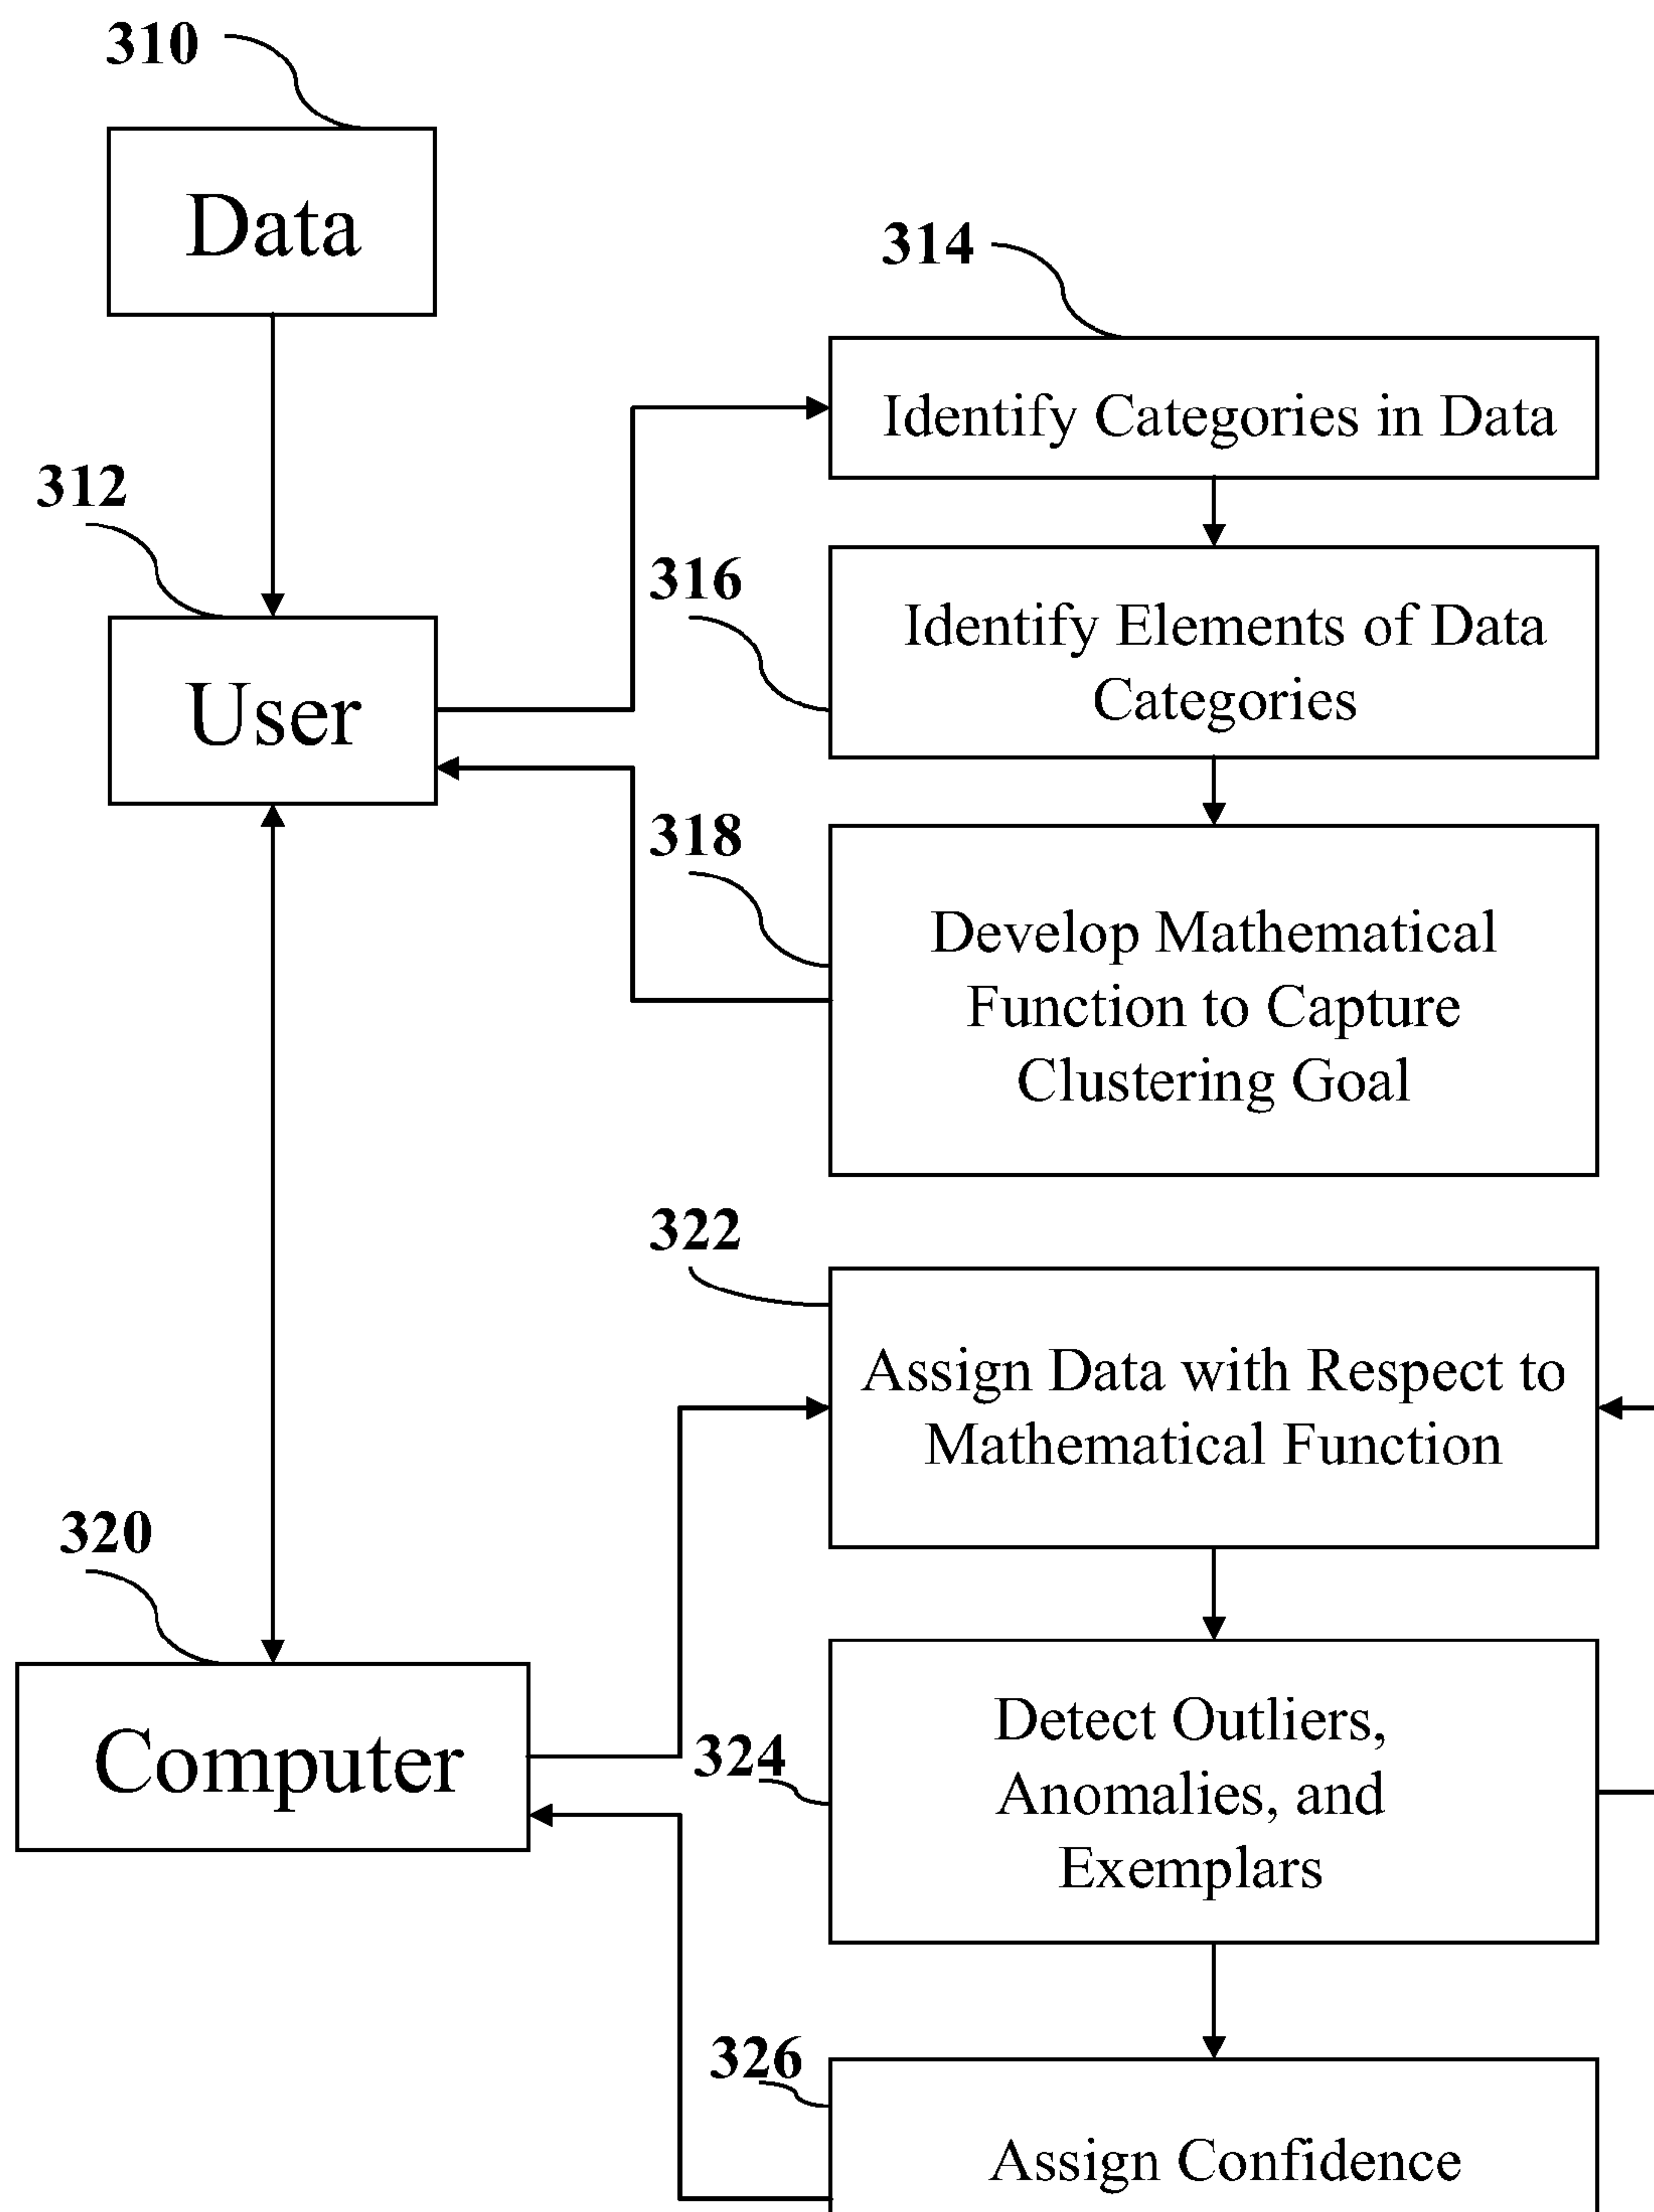 310
Data
314
Identify Categories in Data
312
316
Identify Elements of Data
Categories
User
318
Develop Mathematical
Function to Capture
Clustering Goal
322
Assign Data with Respect to
Mathematical Function
320
Computer
324
Detect Outliers,
Anomalies, and
Exemplars
326
Assign Confidence